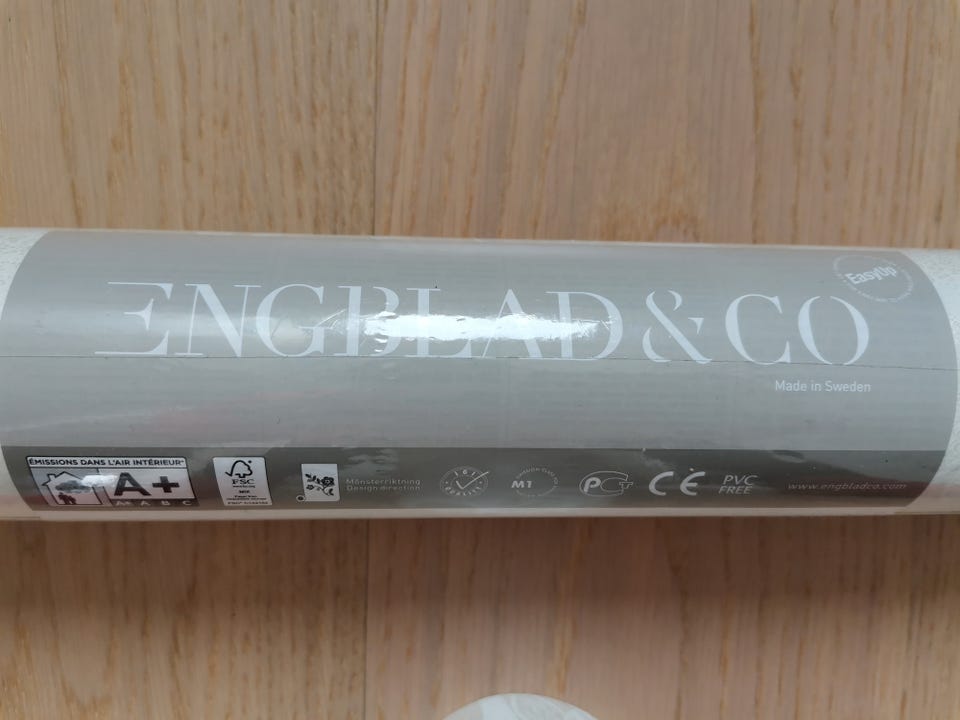 ENGBLAD & CO
EasyUp
Made in Sweden
ÉMISSIONS DANS L'AIR INTÉRIEUR*
A+
A+ A B C
FSC
MIX
Mönsterriktning
Design direction
M1
CE
PVC
FREE
www.engbladco.com